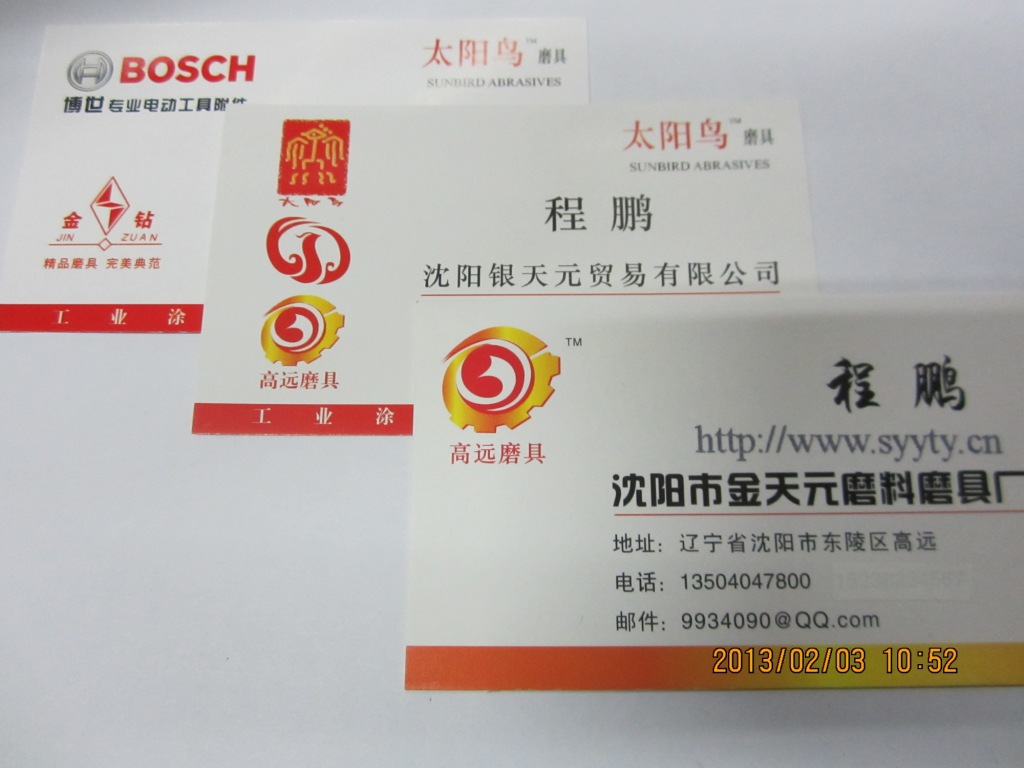 BOSCH
博世专业电动工具附件
太阳鸟™ 磨具
SUNBIRD ABRASIVES
金 钻
JIN ZUAN
精品磨具 完美典范
工 业 涂
太阳鸟
高远磨具
工 业 涂
太阳鸟™ 磨具
SUNBIRD ABRASIVES
程 鹏
沈阳银天元贸易有限公司
TM
高远磨具
程 鹏
http://www.syyty.cn
沈阳市金天元磨料磨具厂
地址：辽宁省沈阳市东陵区高远
电话：13504047800
邮件：9934090@QQ.com
2013/02/03 10:52